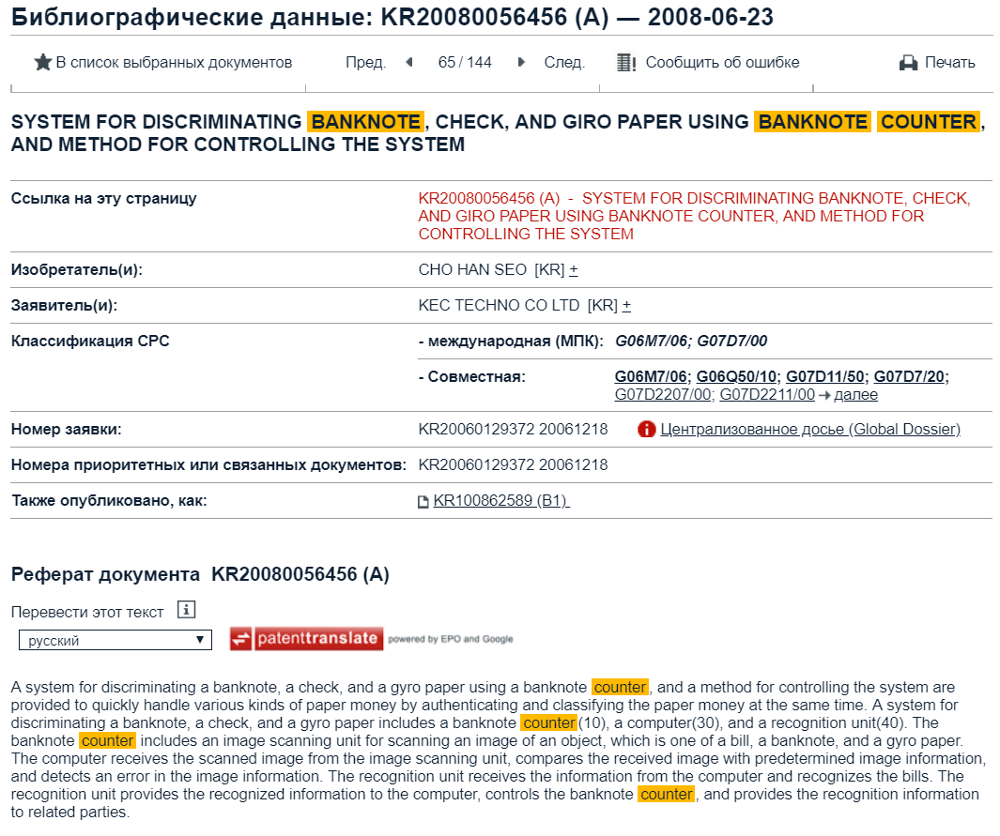 Библиографические данные: KR20080056456 (A) — 2008-06-23
В список выбранных документов Пред. 65 / 144 След. Сообщить об ошибке Печать
SYSTEM FOR DISCRIMINATING BANKNOTE, CHECK, AND GIRO PAPER USING BANKNOTE COUNTER,
AND METHOD FOR CONTROLLING THE SYSTEM
Ссылка на эту страницу KR20080056456 (A) - SYSTEM FOR DISCRIMINATING BANKNOTE, CHECK,
AND GIRO PAPER USING BANKNOTE COUNTER, AND METHOD FOR
CONTROLLING THE SYSTEM
Изобретатель(и): CHO HAN SEO [KR] +
Заявитель(и): KEC TECHNO CO LTD [KR] +
Классификация CPC - международная (МПК): G06M7/06; G07D7/00
- Совместная: G06M7/06; G06Q50/10; G07D11/50; G07D7/20;
G07D2207/00; G07D2211/00 → далее
Номер заявки: KR20060129372 20061218 Централизованное досье (Global Dossier)
Номера приоритетных или связанных документов: KR20060129372 20061218
Также опубликовано, как: KR100862589 (B1)
Реферат документа KR20080056456 (A)
Перевести этот текст i
русский ▼ patenttranslate powered by EPO and Google
A system for discriminating a banknote, a check, and a gyro paper using a banknote counter, and a method for controlling the system are
provided to quickly handle various kinds of paper money by authenticating and classifying the paper money at the same time. A system for
discriminating a banknote, a check, and a gyro paper includes a banknote counter(10), a computer(30), and a recognition unit(40). The
banknote counter includes an image scanning unit for scanning an image of an object, which is one of a bill, a banknote, and a gyro paper.
The computer receives the scanned image from the image scanning unit, compares the received image with predetermined image information,
and detects an error in the image information. The recognition unit receives the information from the computer and recognizes the bills. The
recognition unit provides the recognized information to the computer, controls the banknote counter, and provides the recognition information
to related parties.